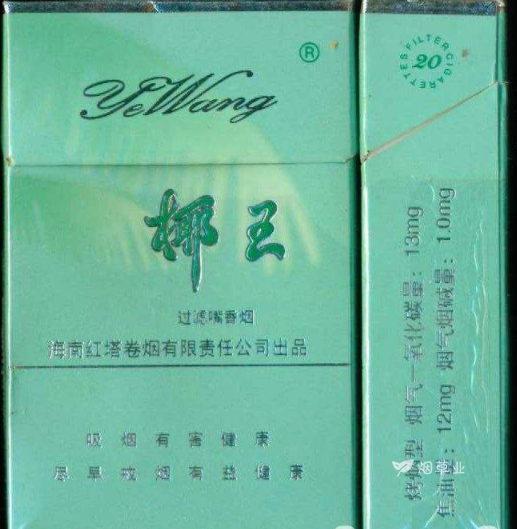 YeWang
®
椰王
过滤嘴香烟
海南红塔卷烟有限责任公司出品
吸烟有害健康
尽早戒烟有益健康
FILTER CIGARETTES
20
烤烟型 烟气一氧化碳量：13mg
焦油量：12mg 烟气烟碱量：1.0mg
烟草业